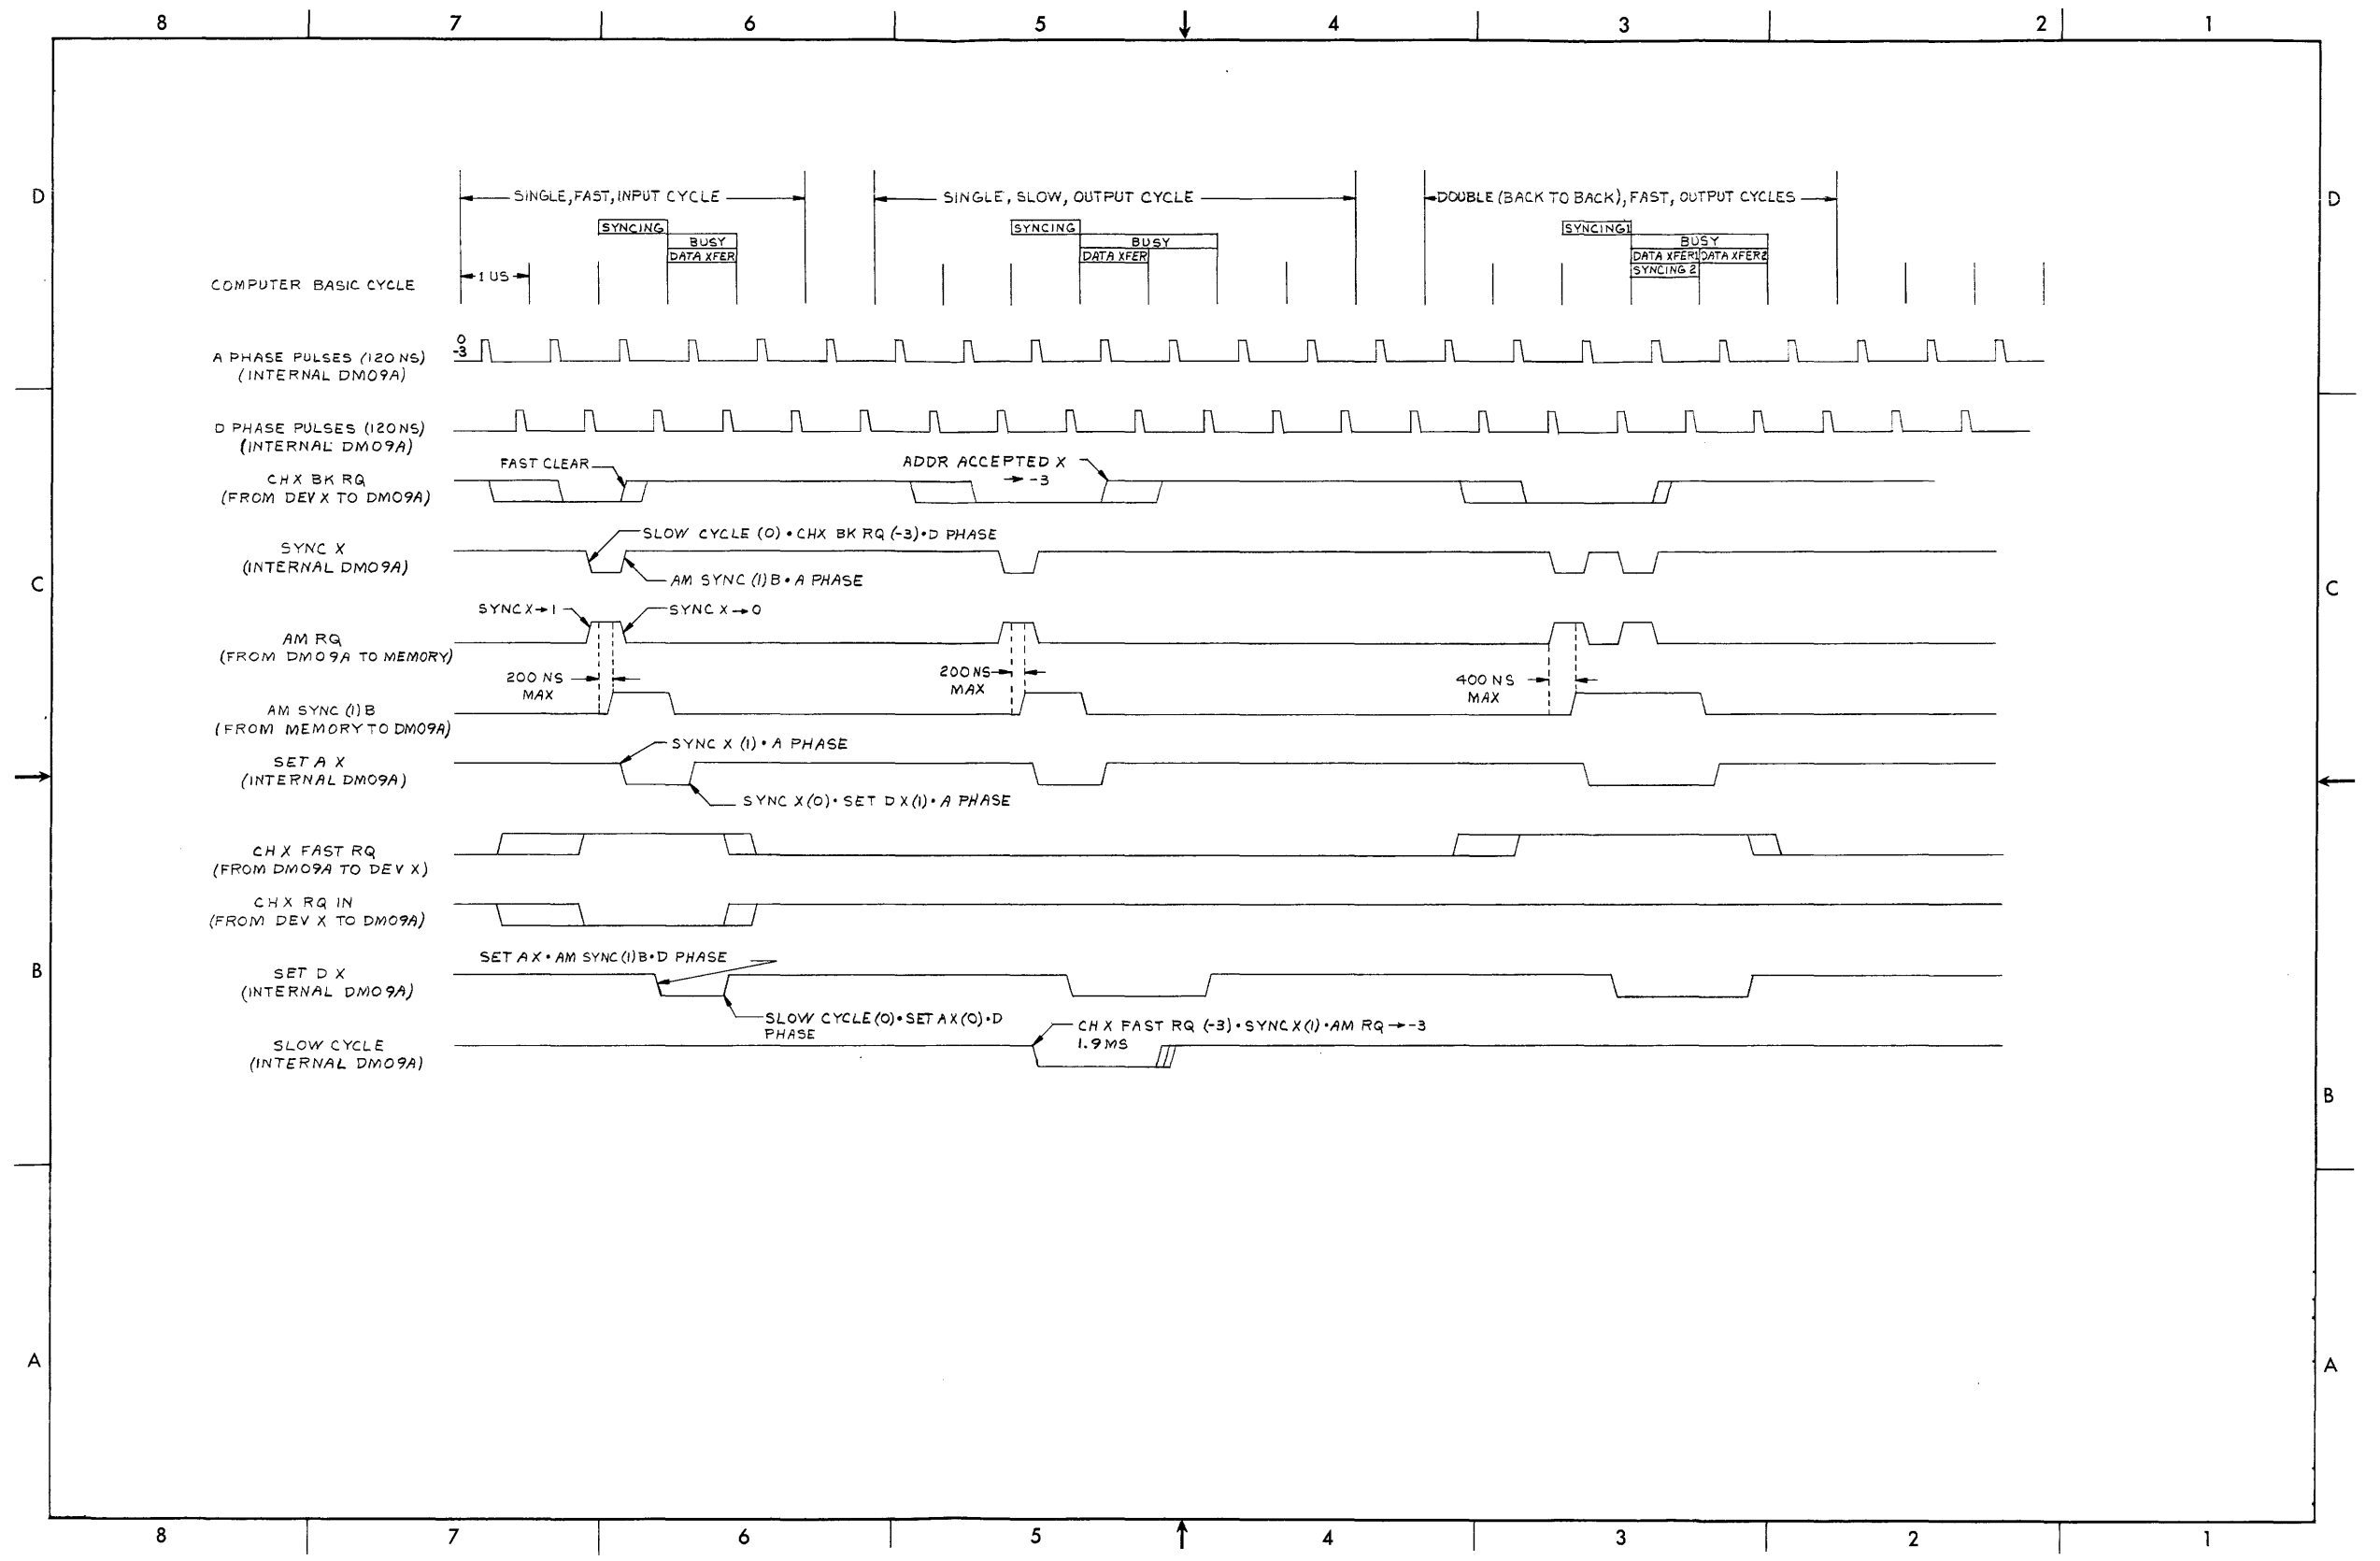 8 7 6 5 4 3 2 1
D D
SINGLE, FAST, INPUT CYCLE
SINGLE, SLOW, OUTPUT CYCLE
DOUBLE (BACK TO BACK), FAST, OUTPUT CYCLES
SYNCING
BUSY
DATA XFER
SYNCING
BUSY
DATA XFER
SYNCING1
BUSY
DATA XFER1 DATA XFER2
SYNCING 2
COMPUTER BASIC CYCLE
1 US
A PHASE PULSES (120 NS)
(INTERNAL DM09A)
0
-3
D PHASE PULSES (120 NS)
(INTERNAL DM09A)
CHX BK RQ
(FROM DEV X TO DM09A)
FAST CLEAR
ADDR ACCEPTED X
→ -3
SYNC X
(INTERNAL DM09A)
SLOW CYCLE (0) • CHX BK RQ (-3) • D PHASE
AM SYNC (1) B • A PHASE
C C
AM RQ
(FROM DM09A TO MEMORY)
SYNC X→1
SYNC X→0
200 NS
MAX
200 NS
MAX
400 NS
MAX
AM SYNC (1) B
(FROM MEMORY TO DM09A)
SET A X
(INTERNAL DM09A)
SYNC X (1) • A PHASE
SYNC X (0) • SET D X (1) • A PHASE
CH X FAST RQ
(FROM DM09A TO DEV X)
CH X RQ IN
(FROM DEV X TO DM09A)
SET D X
(INTERNAL DM09A)
SET A X • AM SYNC (1) B • D PHASE
SLOW CYCLE (0) • SET A X (0) • D
PHASE
B
SLOW CYCLE
(INTERNAL DM09A)
CH X FAST RQ (-3) • SYNC X (1) • AM RQ → -3
1.9 MS
B
A A
8 7 6 5 4 3 2 1